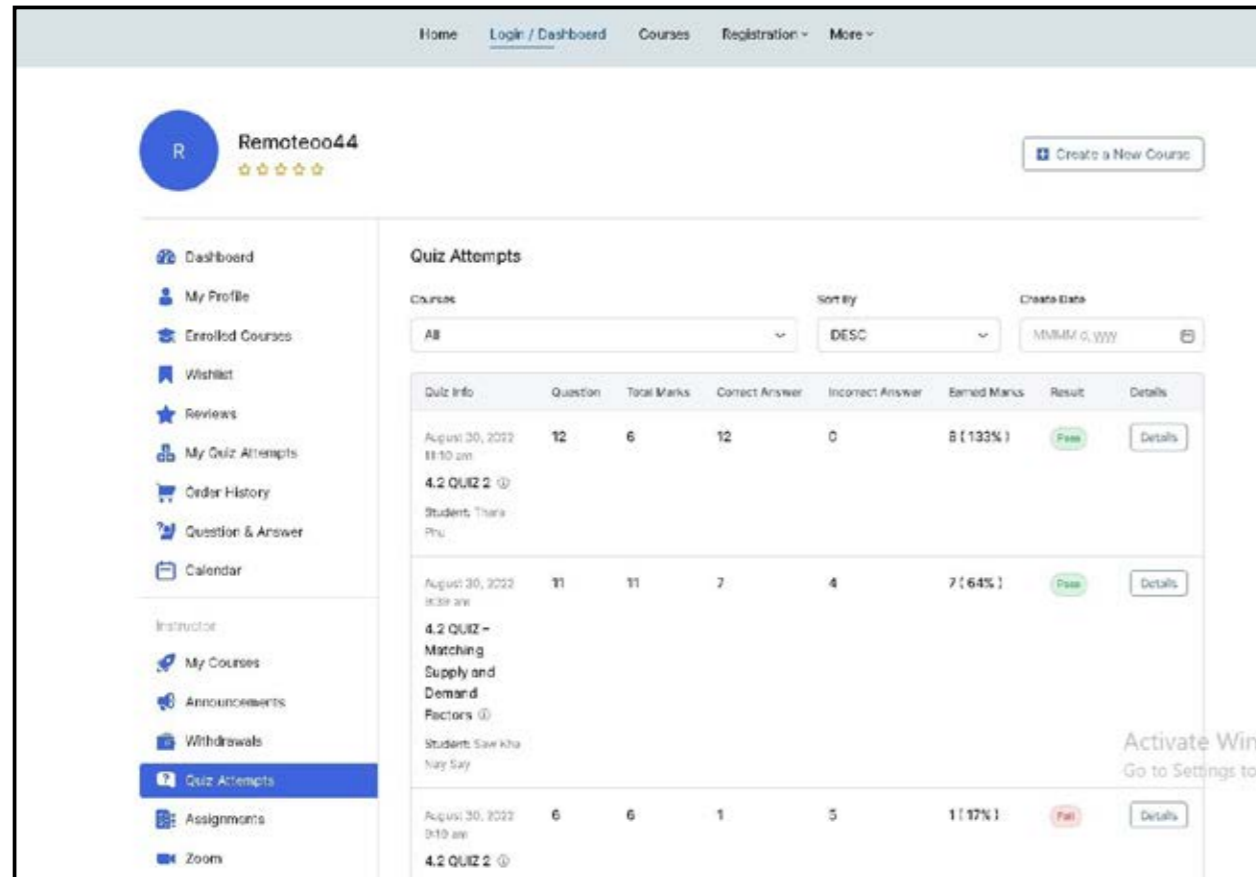 Home Login / Dashboard Courses Registration More
R
Remoteoo44
Create a New Course
Dashboard
My Profile
Enrolled Courses
Wishlist
Reviews
My Quiz Attempts
Order History
Question & Answer
Calendar
Instructor
My Courses
Announcements
Withdrawals
Quiz Attempts
Assignments
Zoom
Quiz Attempts
Courses Sort By Create Date
All DESC MMMM d, yyyy
Quiz Info Question Total Marks Correct Answer Incorrect Answer Earned Marks Result Details
August 30, 2022 12 6 12 0 8 (133%) Pass Details
11:10 am
4.2 QUIZ 2
Student: Thara
Phu
August 30, 2022 11 11 7 4 7 (64%) Pass Details
am
4.2 QUIZ –
Matching
Supply and
Demand
Factors
Student: Saw Kha
Nay Say
August 30, 2022 6 6 1 5 1 (17%) Fail Details
am
4.2 QUIZ 2
Activate Win
Go to Settings to